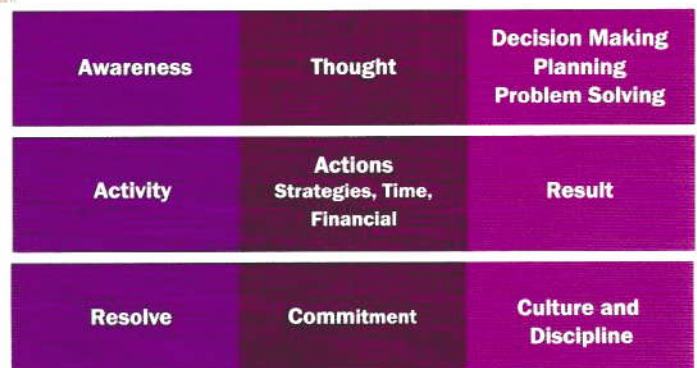 Awareness
Thought
Decision Making
Planning
Problem Solving
Activity
Actions
Strategies, Time,
Financial
Result
Resolve
Commitment
Culture and
Discipline